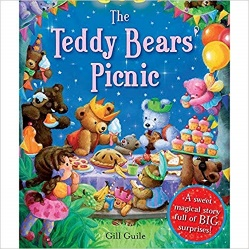 The
Teddy Bears'
Picnic
A sweet
magical story
full of BIG
surprises!
Gill Guile